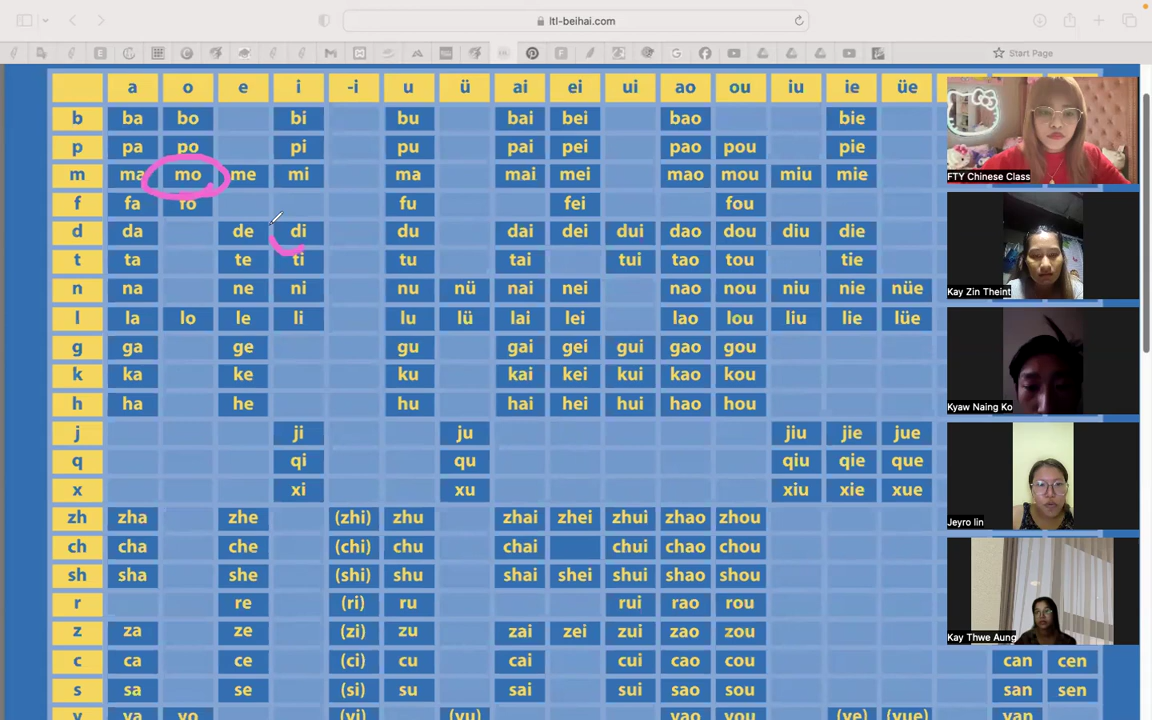 ltl-beihai.com
Start Page
a o e i -i u ü ai ei ui ao ou iu ie üe
b ba bo bi bu bai bei bao bie
p pa po pi pu pai pei pao pou pie
m ma mo me mi ma mai mei mao mou miu mie
f fa fo fu fei fou
d da de di du dai dei dui dao dou diu die
t ta te ti tu tai tui tao tou tie
n na ne ni nu nü nai nei nao nou niu nie nüe
l la lo le li lu lü lai lei lao lou liu lie lüe
g ga ge gu gai gei gui gao gou
k ka ke ku kai kei kui kao kou
h ha he hu hai hei hui hao hou
j ji ju jiu jie jue
q qi qu qiu qie que
x xi xu xiu xie xue
zh zha zhe (zhi) zhu zhai zhei zhui zhao zhou
ch cha che (chi) chu chai chui chao chou
sh sha she (shi) shu shai shei shui shao shou
r re (ri) ru rui rao rou
z za ze (zi) zu zai zei zui zao zou
c ca ce (ci) cu cai cui cao cou can cen
s sa se (si) su sai sui sao sou san sen
y ya yo (yi) (yu) yao you (ye) (yue) yan
FTY Chinese Class
Kay Zin Theint
Kyaw Naing Ko
Jeyro lin
Kay Thwe Aung